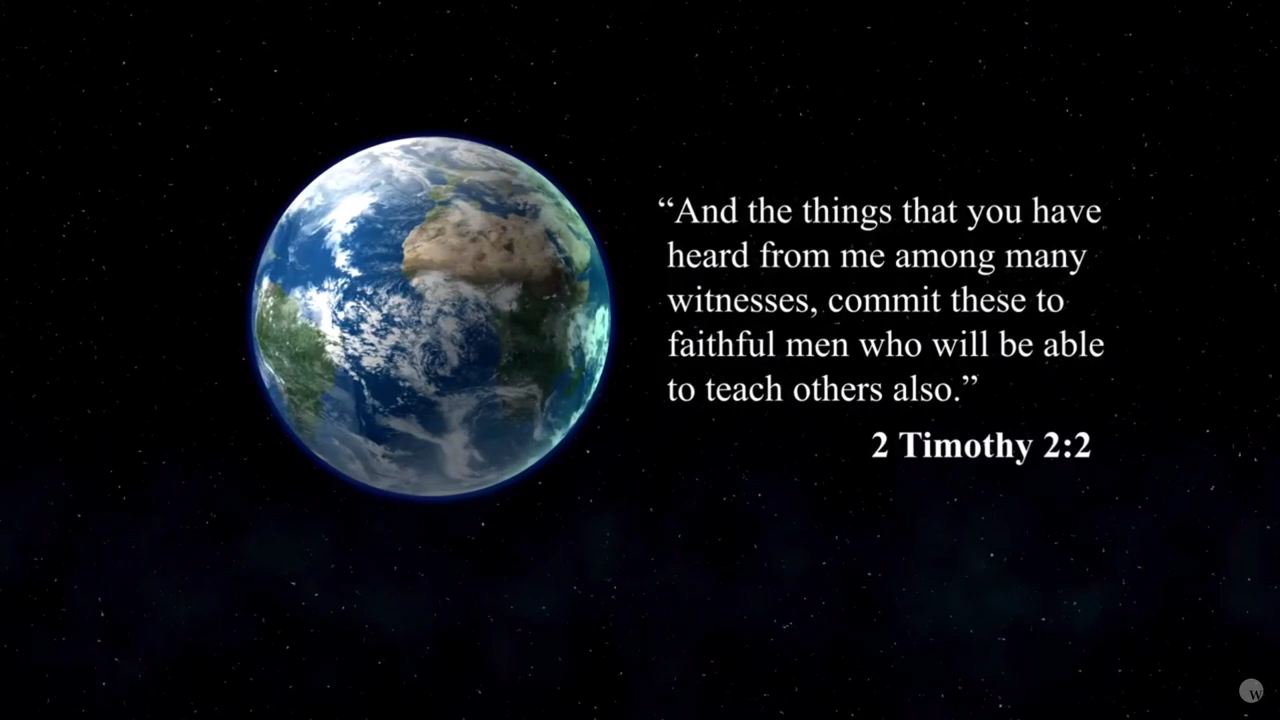 “And the things that you have
heard from me among many
witnesses, commit these to
faithful men who will be able
to teach others also.”
2 Timothy 2:2
W